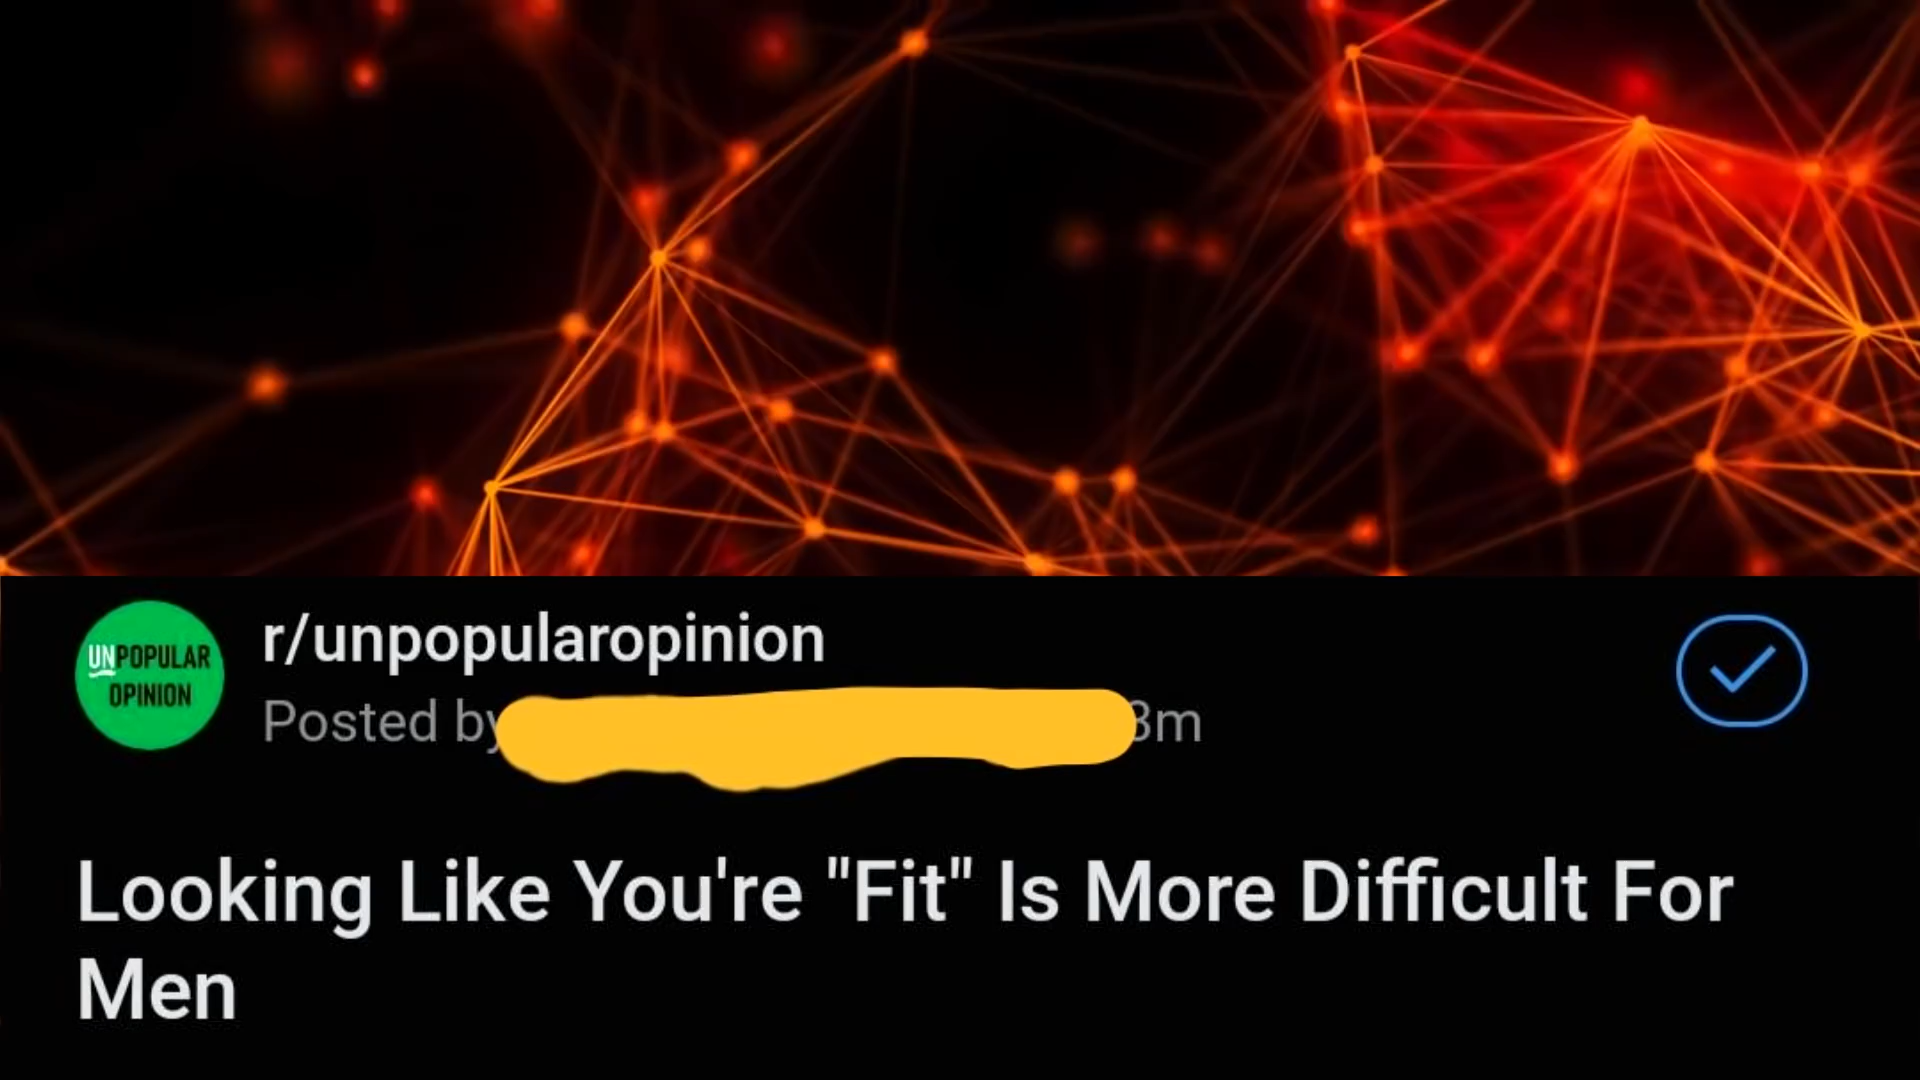 UNPOPULAR
OPINION
r/unpopularopinion
Posted by
3m
Looking Like You're "Fit" Is More Difficult For
Men